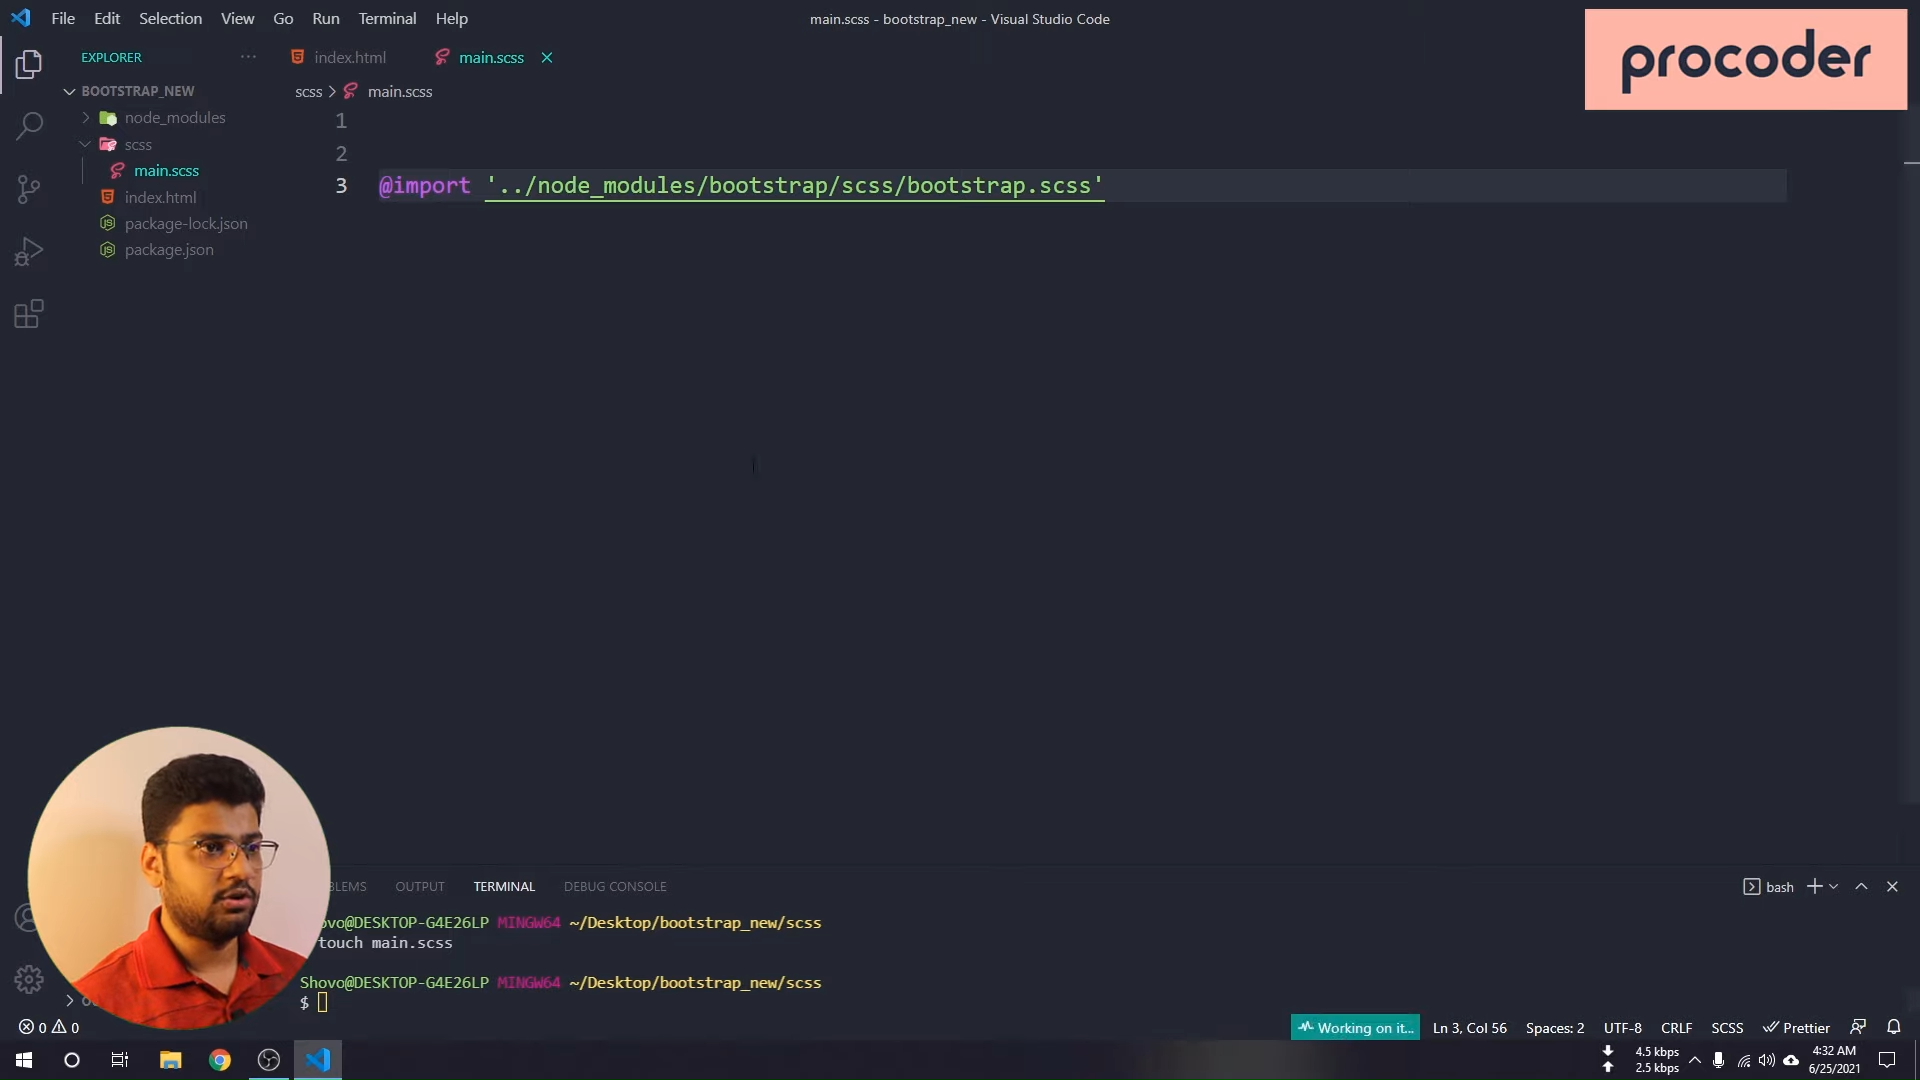 File Edit Selection View Go Run Terminal Help
main.scss - bootstrap_new - Visual Studio Code
procoder
EXPLORER
index.html
main.scss
BOOTSTRAP_NEW
node_modules
scss
main.scss
index.html
package-lock.json
package.json
scss > main.scss
1
2
3 @import '../node_modules/bootstrap/scss/bootstrap.scss'
BLEMS OUTPUT TERMINAL DEBUG CONSOLE
bash
ovo@DESKTOP-G4E26LP MINGW64 ~/Desktop/bootstrap_new/scss
touch main.scss
Shovo@DESKTOP-G4E26LP MINGW64 ~/Desktop/bootstrap_new/scss
$
0 0
Working on it...
Ln 3, Col 56 Spaces: 2 UTF-8 CRLF SCSS Prettier
4.5 kbps
2.5 kbps
4:32 AM
6/25/2021